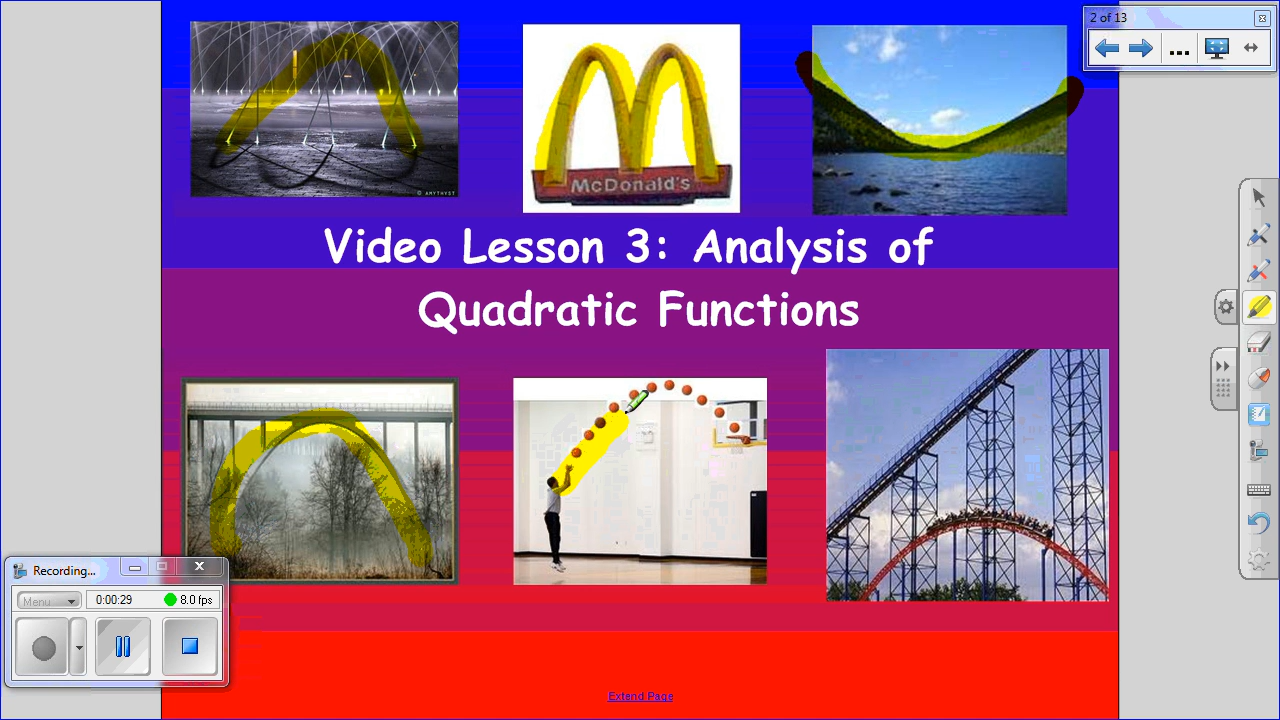 2 of 13
...
© AMYTHYST
McDonald's
Video Lesson 3: Analysis of
Quadratic Functions
Recording...
Menu
0:00:29
8.0 fps
Extend Page